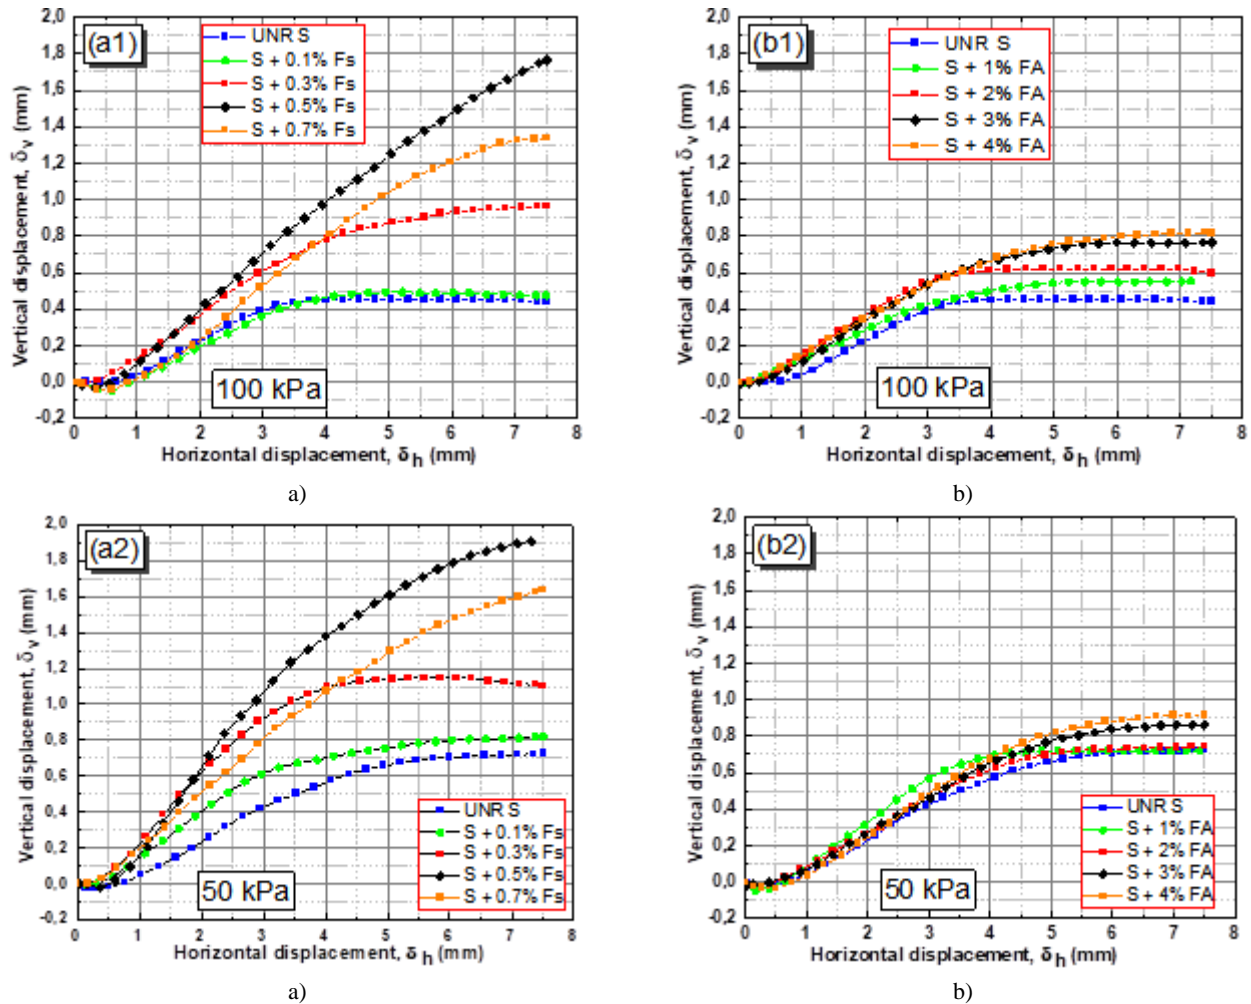 (a1)
UNR S
S + 0.1% Fs
S + 0.3% Fs
S + 0.5% Fs
S + 0.7% Fs
100 kPa
Vertical displacement, δv (mm)
2,0
1,8
1,6
1,4
1,2
1,0
0,8
0,6
0,4
0,2
0,0
-0,2
0 1 2 3 4 5 6 7 8
Horizontal displacement, δh (mm)
a)
(b1)
UNR S
S + 1% FA
S + 2% FA
S + 3% FA
S + 4% FA
100 kPa
Vertical displacement, δv (mm)
2,0
1,8
1,6
1,4
1,2
1,0
0,8
0,6
0,4
0,2
0,0
-0,2
0 1 2 3 4 5 6 7 8
Horizontal displacement, δh (mm)
b)
(a2)
UNR S
S + 0.1% Fs
S + 0.3% Fs
S + 0.5% Fs
S + 0.7% Fs
50 kPa
Vertical displacement, δv (mm)
2,0
1,8
1,6
1,4
1,2
1,0
0,8
0,6
0,4
0,2
0,0
-0,2
0 1 2 3 4 5 6 7 8
Horizontal displacement, δh (mm)
a)
(b2)
UNR S
S + 1% FA
S + 2% FA
S + 3% FA
S + 4% FA
50 kPa
Vertical displacement, δv (mm)
2,0
1,8
1,6
1,4
1,2
1,0
0,8
0,6
0,4
0,2
0,0
-0,2
0 1 2 3 4 5 6 7 8
Horizontal displacement, δh (mm)
b)